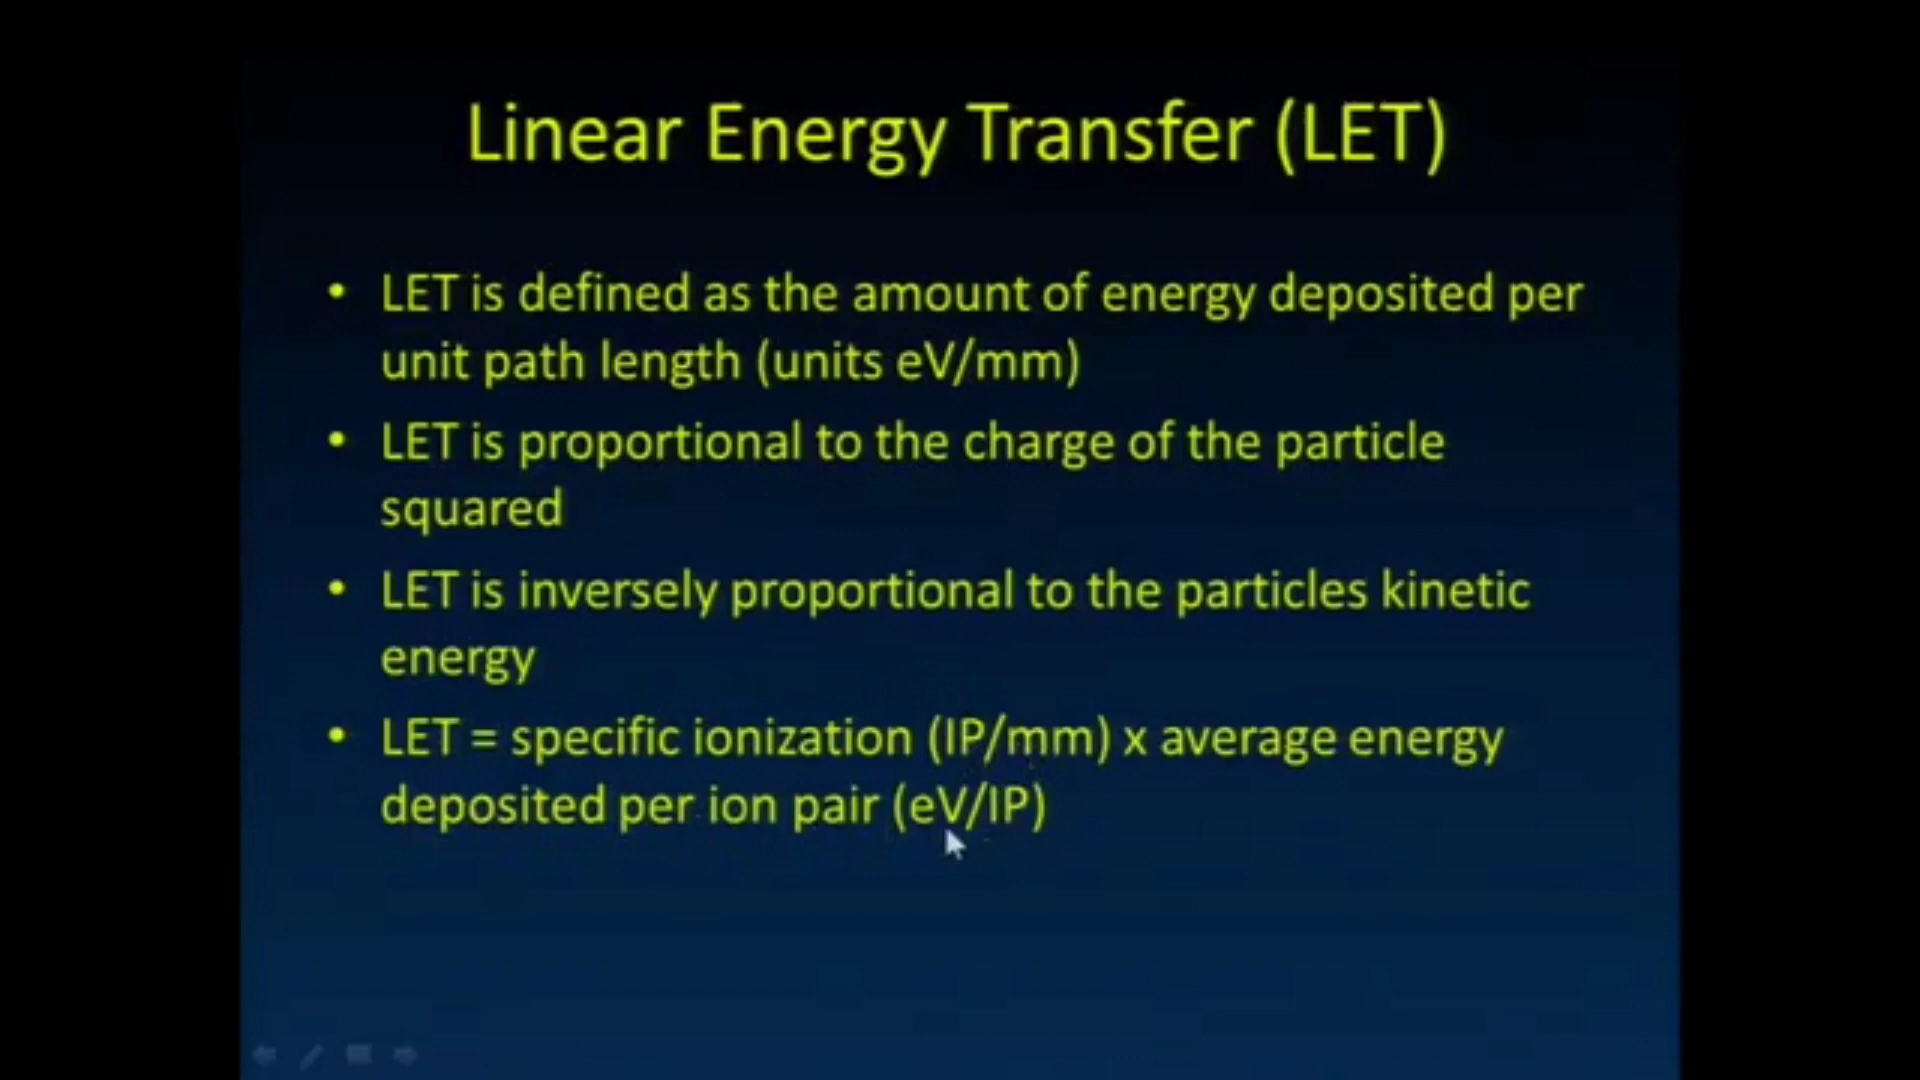 Linear Energy Transfer (LET)
• LET is defined as the amount of energy deposited per
unit path length (units eV/mm)
• LET is proportional to the charge of the particle
squared
• LET is inversely proportional to the particles kinetic
energy
• LET = specific ionization (IP/mm) x average energy
deposited per ion pair (eV/IP)